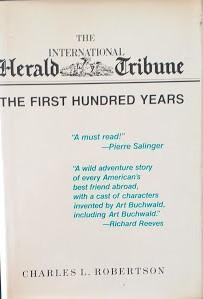 THE
INTERNATIONAL
Herald Tribune
THE FIRST HUNDRED YEARS
"A must read!"
—Pierre Salinger
"A wild adventure story
of every American's
best friend abroad,
with a cast of characters
invented by Art Buchwald,
including Art Buchwald."
—Richard Reeves
CHARLES L. ROBERTSON